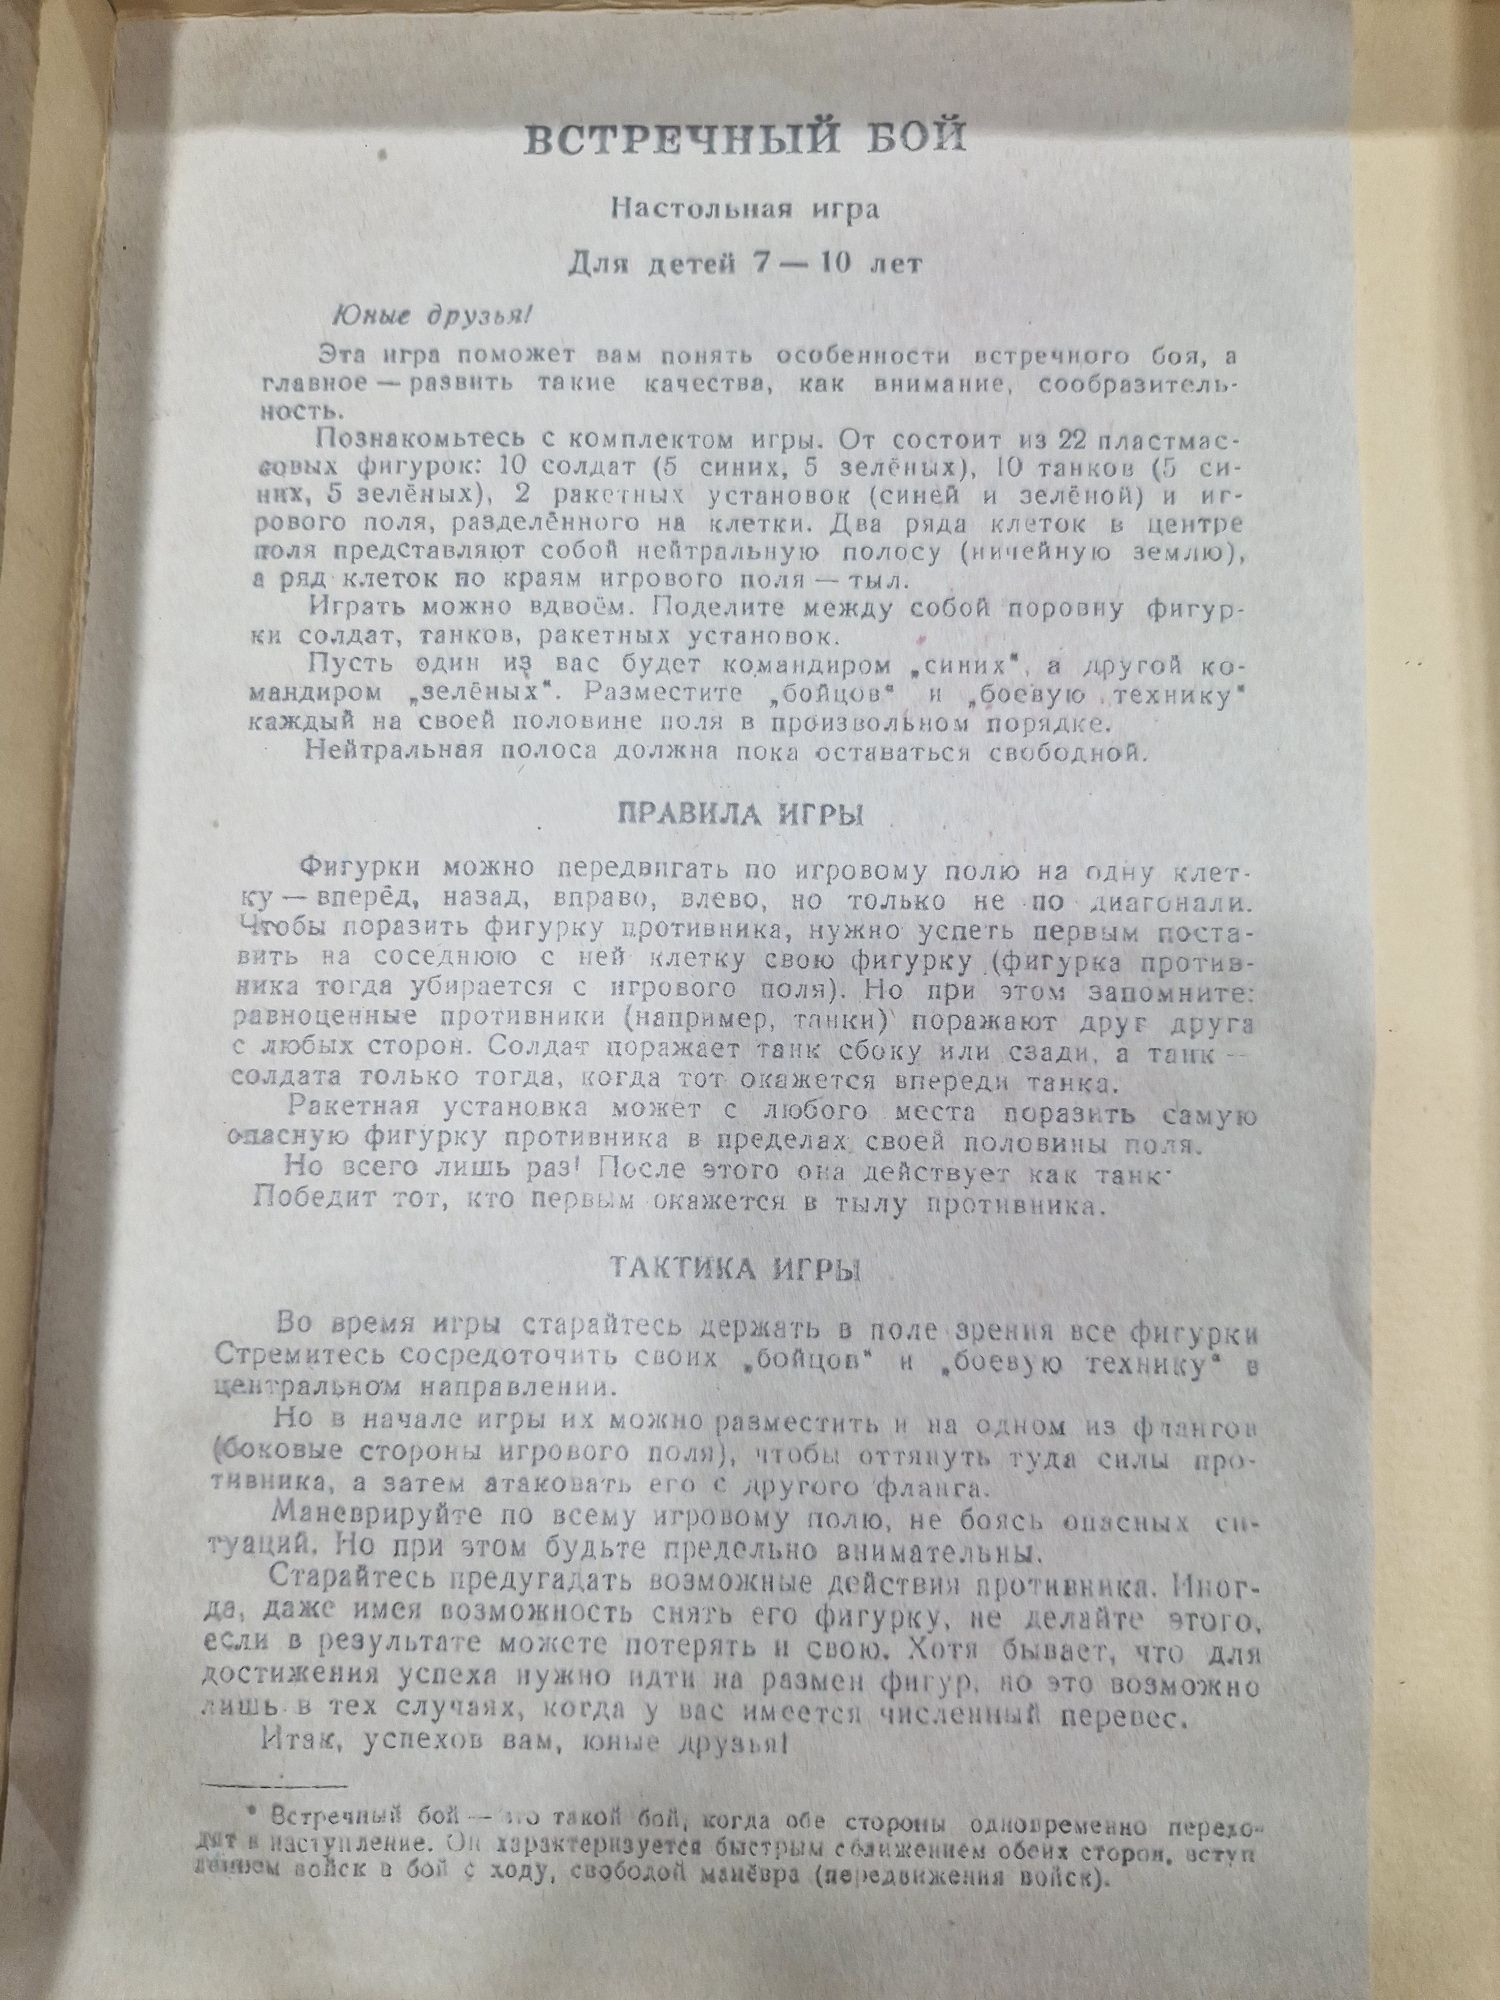 ВСТРЕЧНЫЙ БОЙ
Настольная игра
Для детей 7 — 10 лет
Юные друзья!
Эта игра поможет вам понять особенности встречного боя, а
главное — развить такие качества, как внимание, сообразитель-
ность.
Познакомьтесь с комплектом игры. От состоит из 22 пластмас-
совых фигурок: 10 солдат (5 синих, 5 зелёных), 10 танков (5 си-
них, 5 зелёных), 2 ракетных установок (синей и зелёной) и иг-
рового поля, разделённого на клетки. Два ряда клеток в центре
поля представляют собой нейтральную полосу (ничейную землю),
а ряд клеток по краям игрового поля — тыл.
Играть можно вдвоём. Поделите между собой поровну фигур-
ки солдат, танков, ракетных установок.
Пусть один из вас будет командиром „синих“, а другой ко-
мандиром „зелёных“. Разместите „бойцов“ и „боевую технику“
каждый на своей половине поля в произвольном порядке.
Нейтральная полоса должна пока оставаться свободной.
ПРАВИЛА ИГРЫ
Фигурки можно передвигать по игровому полю на одну клет-
ку — вперёд, назад, вправо, влево, но только не по диагонали.
Чтобы поразить фигурку противника, нужно успеть первым поста-
вить на соседнюю с ней клетку свою фигурку (фигурка против-
ника тогда убирается с игрового поля). Но при этом запомните:
равноценные противники (например, танки) поражают друг друга
с любых сторон. Солдат поражает танк сбоку или сзади, а танк —
солдата только тогда, когда тот окажется впереди танка.
Ракетная установка может с любого места поразить самую
опасную фигурку противника в пределах своей половины поля.
Но всего лишь раз! После этого она действует как танк.
Победит тот, кто первым окажется в тылу противника.
ТАКТИКА ИГРЫ
Во время игры старайтесь держать в поле зрения все фигурки
Стремитесь сосредоточить своих „бойцов“ и „боевую технику“ в
центральном направлении.
Но в начале игры их можно разместить и на одном из флангов
(боковые стороны игрового поля), чтобы оттянуть туда силы про-
тивника, а затем атаковать его с другого фланга.
Маневрируйте по всему игровому полю, не боясь опасных си-
туаций. Но при этом будьте предельно внимательны.
Старайтесь предугадать возможные действия противника. Иног-
да, даже имея возможность снять его фигурку, не делайте этого,
если в результате можете потерять и свою. Хотя бывает, что для
достижения успеха нужно идти на размен фигур, но это возможно
лишь в тех случаях, когда у вас имеется численный перевес.
Итак, успехов вам, юные друзья!
* Встречный бой — это такой бой, когда обе стороны одновременно перехо-
дят в наступление. Он характеризуется быстрым сближением обеих сторон, вступ
лением войск в бой с ходу, свободой манёвра (передвижения войск).